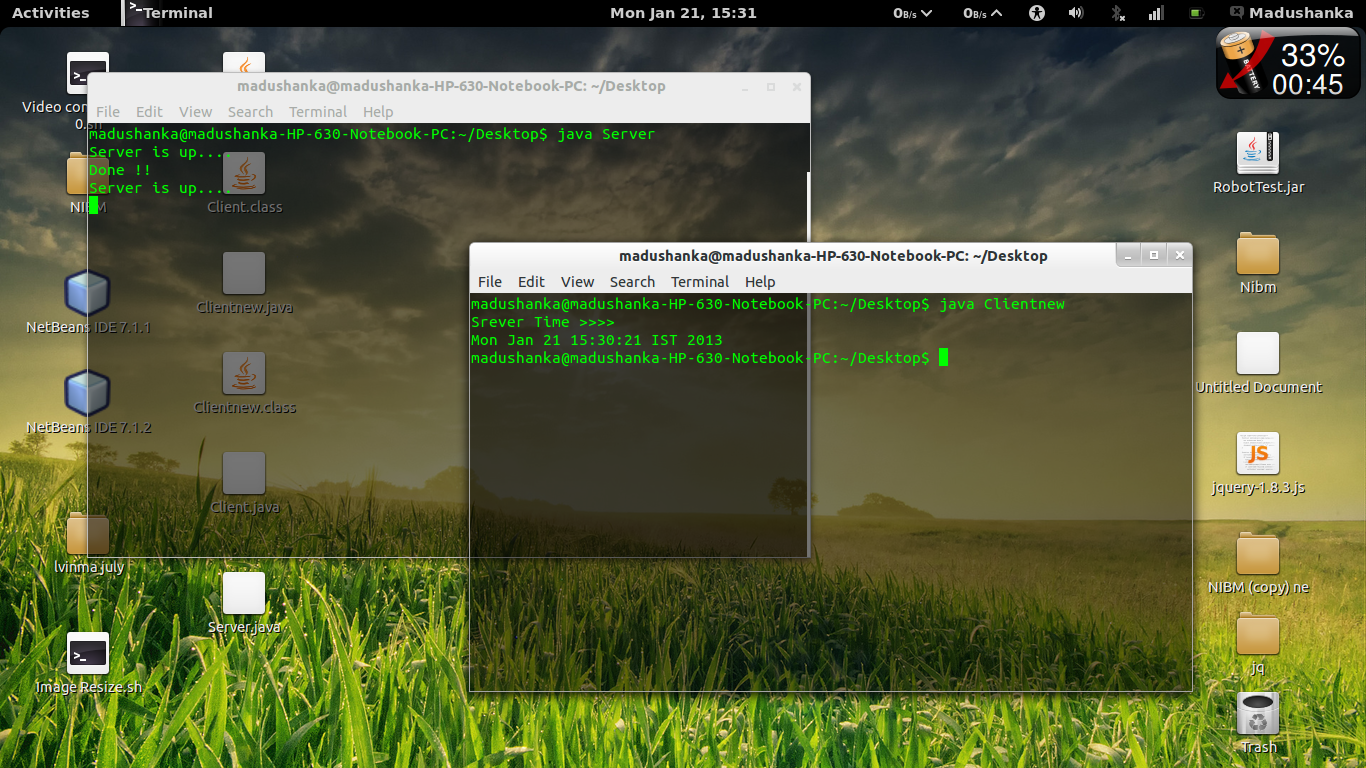 Activities
Terminal
Mon Jan 21, 15:31
0B/s
0B/s
Madushanka
33%
00:45
BATTERY
Video con
0.sh
NIBM
NetBeans IDE 7.1.1
NetBeans IDE 7.1.2
lvinma july
Image Resize.sh
Client.class
Clientnew.java
Clientnew.class
Client.java
Server.java
madushanka@madushanka-HP-630-Notebook-PC: ~/Desktop
File Edit View Search Terminal Help
madushanka@madushanka-HP-630-Notebook-PC:~/Desktop$ java Server
Server is up....
Done !!
Server is up....
madushanka@madushanka-HP-630-Notebook-PC: ~/Desktop
File Edit View Search Terminal Help
madushanka@madushanka-HP-630-Notebook-PC:~/Desktop$ java Clientnew
Srever Time >>>>
Mon Jan 21 15:30:21 IST 2013
madushanka@madushanka-HP-630-Notebook-PC:~/Desktop$
RobotTest.jar
Nibm
Untitled Document
JS
jquery-1.8.3.js
NIBM (copy) ne
jq
Trash